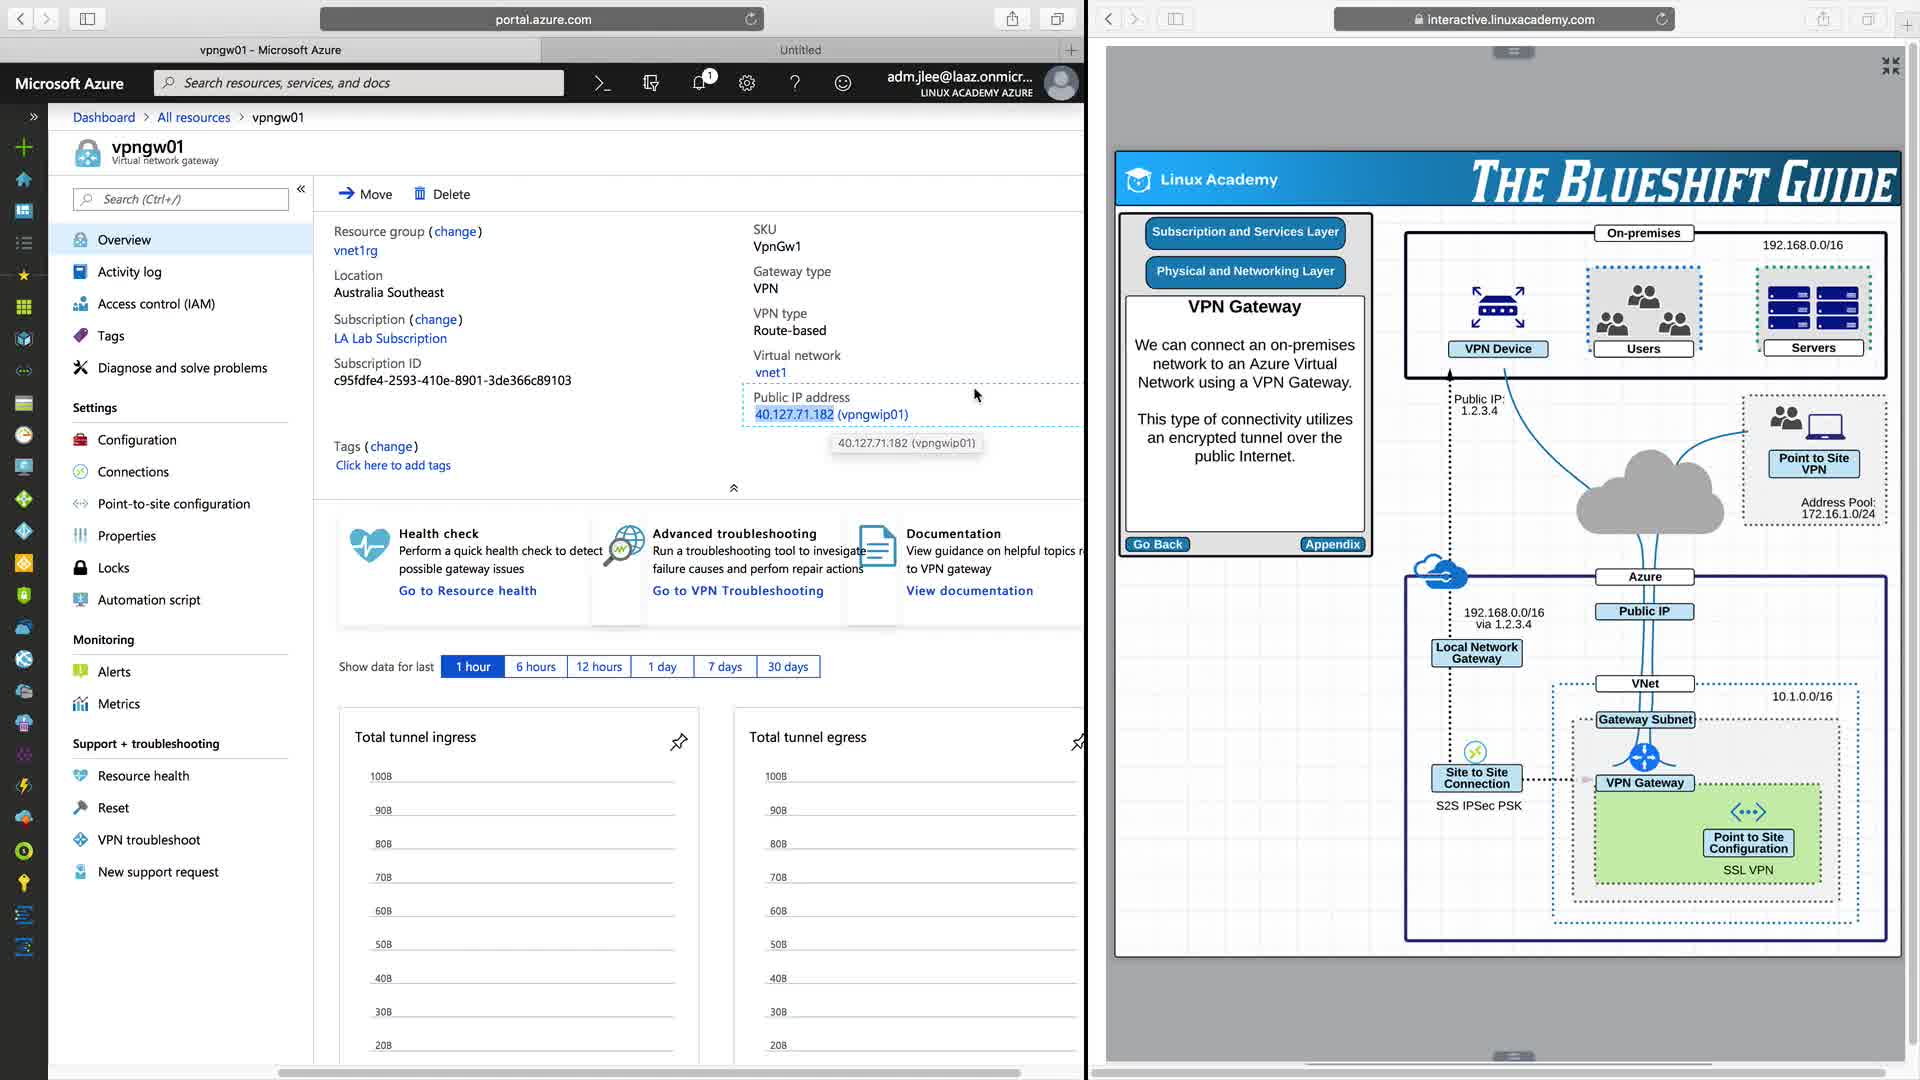 portal.azure.com
vpngw01 - Microsoft Azure
Untitled
Microsoft Azure
Search resources, services, and docs
1
adm.jlee@laaz.onmicr...
LINUX ACADEMY AZURE
Dashboard > All resources > vpngw01
vpngw01
Virtual network gateway
Search (Ctrl+/)
Overview
Activity log
Access control (IAM)
Tags
Diagnose and solve problems
Settings
Configuration
Connections
Point-to-site configuration
Properties
Locks
Automation script
Monitoring
Alerts
Metrics
Support + troubleshooting
Resource health
Reset
VPN troubleshoot
New support request
Move
Delete
Resource group (change)
vnet1rg
Location
Australia Southeast
Subscription (change)
LA Lab Subscription
Subscription ID
c95fdfe4-2593-410e-8901-3de366c89103
SKU
VpnGw1
Gateway type
VPN
VPN type
Route-based
Virtual network
vnet1
Public IP address
40.127.71.182 (vpngwip01)
40.127.71.182 (vpngwip01)
Tags (change)
Click here to add tags
Health check
Perform a quick health check to detect
possible gateway issues
Go to Resource health
Advanced troubleshooting
Run a troubleshooting tool to investigate
failure causes and perfom repair actions
Go to VPN Troubleshooting
Documentation
View guidance on helpful topics r
to VPN gateway
View documentation
Show data for last
1 hour
6 hours
12 hours
1 day
7 days
30 days
Total tunnel ingress
100B
90B
80B
70B
60B
50B
40B
30B
20B
Total tunnel egress
100B
90B
80B
70B
60B
50B
40B
30B
20B
interactive.linuxacademy.com
Linux Academy
THE BLUESHIFT GUIDE
Subscription and Services Layer
Physical and Networking Layer
VPN Gateway
We can connect an on-premises
network to an Azure Virtual
Network using a VPN Gateway.
This type of connectivity utilizes
an encrypted tunnel over the
public Internet.
Go Back
Appendix
On-premises
192.168.0.0/16
VPN Device
Users
Servers
Public IP:
1.2.3.4
Point to Site
VPN
Address Pool:
172.16.1.0/24
Azure
Public IP
192.168.0.0/16
via 1.2.3.4
Local Network
Gateway
VNet
10.1.0.0/16
Gateway Subnet
Site to Site
Connection
S2S IPSec PSK
VPN Gateway
Point to Site
Configuration
SSL VPN